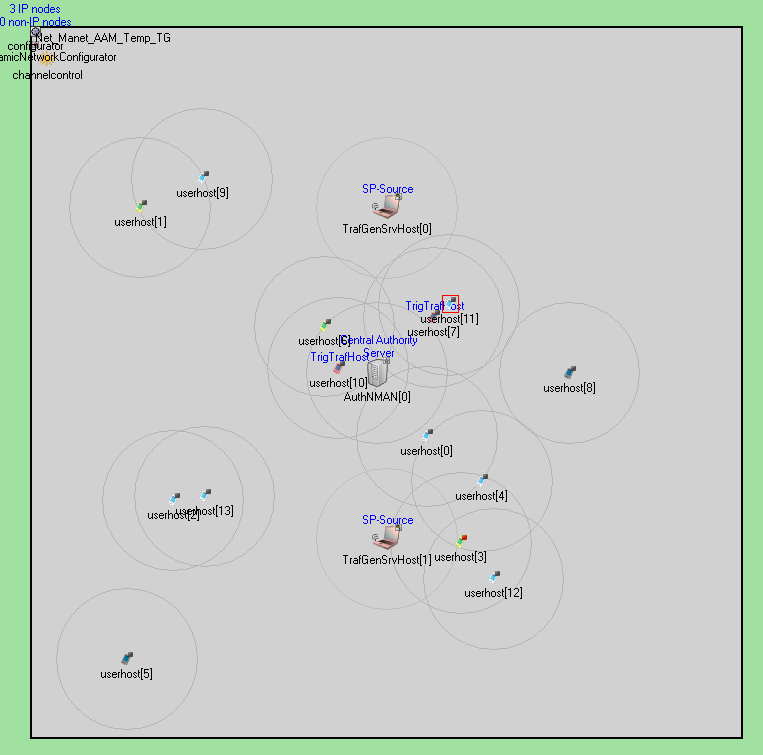 3 IP nodes
0 non-IP nodes
Net_Manet_AAM_Temp_TG
configurator
amicNetworkConfigurator
channelcontrol
userhost[9]
userhost[1]
SP-Source
TrafGenSrvHost[0]
TrigTrafHost
userhost[11]
userhost[7]
userhost[6]
Central Authority
Server
TrigTrafHost
userhost[10]
AuthNMAN[0]
userhost[8]
userhost[0]
userhost[4]
userhost[2]
userhost[13]
SP-Source
TrafGenSrvHost[1]
userhost[3]
userhost[12]
userhost[5]